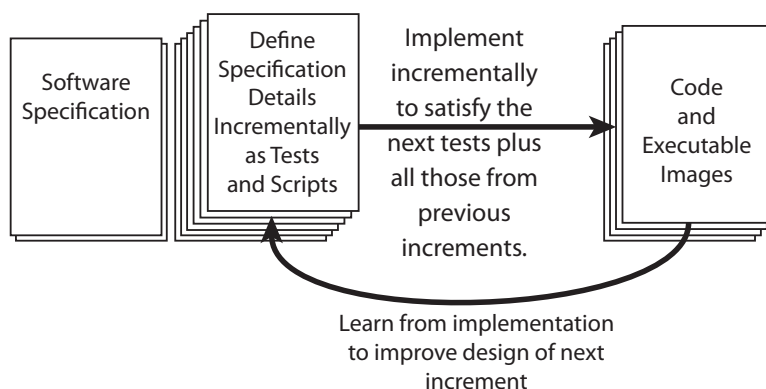 Software
Specification
Define
Specification
Details
Incrementally
as Tests
and Scripts
Implement
incrementally
to satisfy the
next tests plus
all those from
previous
increments.
Code
and
Executable
Images
Learn from implementation
to improve design of next
increment